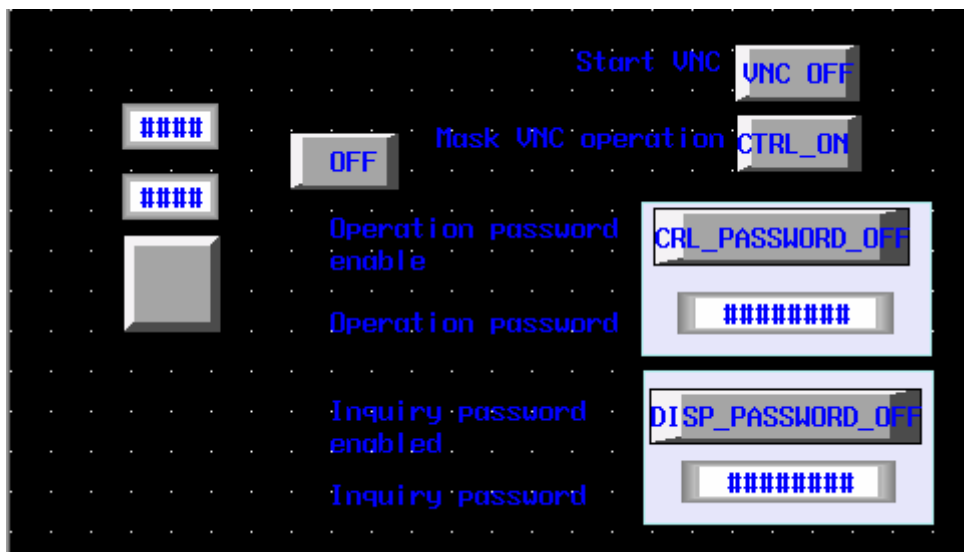 Start VNC
VNC OFF
####
Mask VNC operation
CTRL_ON
OFF
####
Operation password
enable
CRL_PASSWORD_OFF
Operation password
########
Inquiry password
enabled
DISP_PASSWORD_OFF
Inquiry password
########